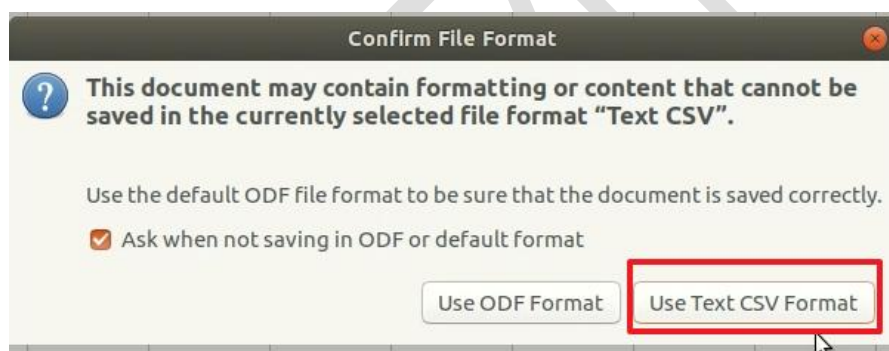 Confirm File Format
This document may contain formatting or content that cannot be
saved in the currently selected file format “Text CSV”.
Use the default ODF file format to be sure that the document is saved correctly.
Ask when not saving in ODF or default format
Use ODF Format
Use Text CSV Format